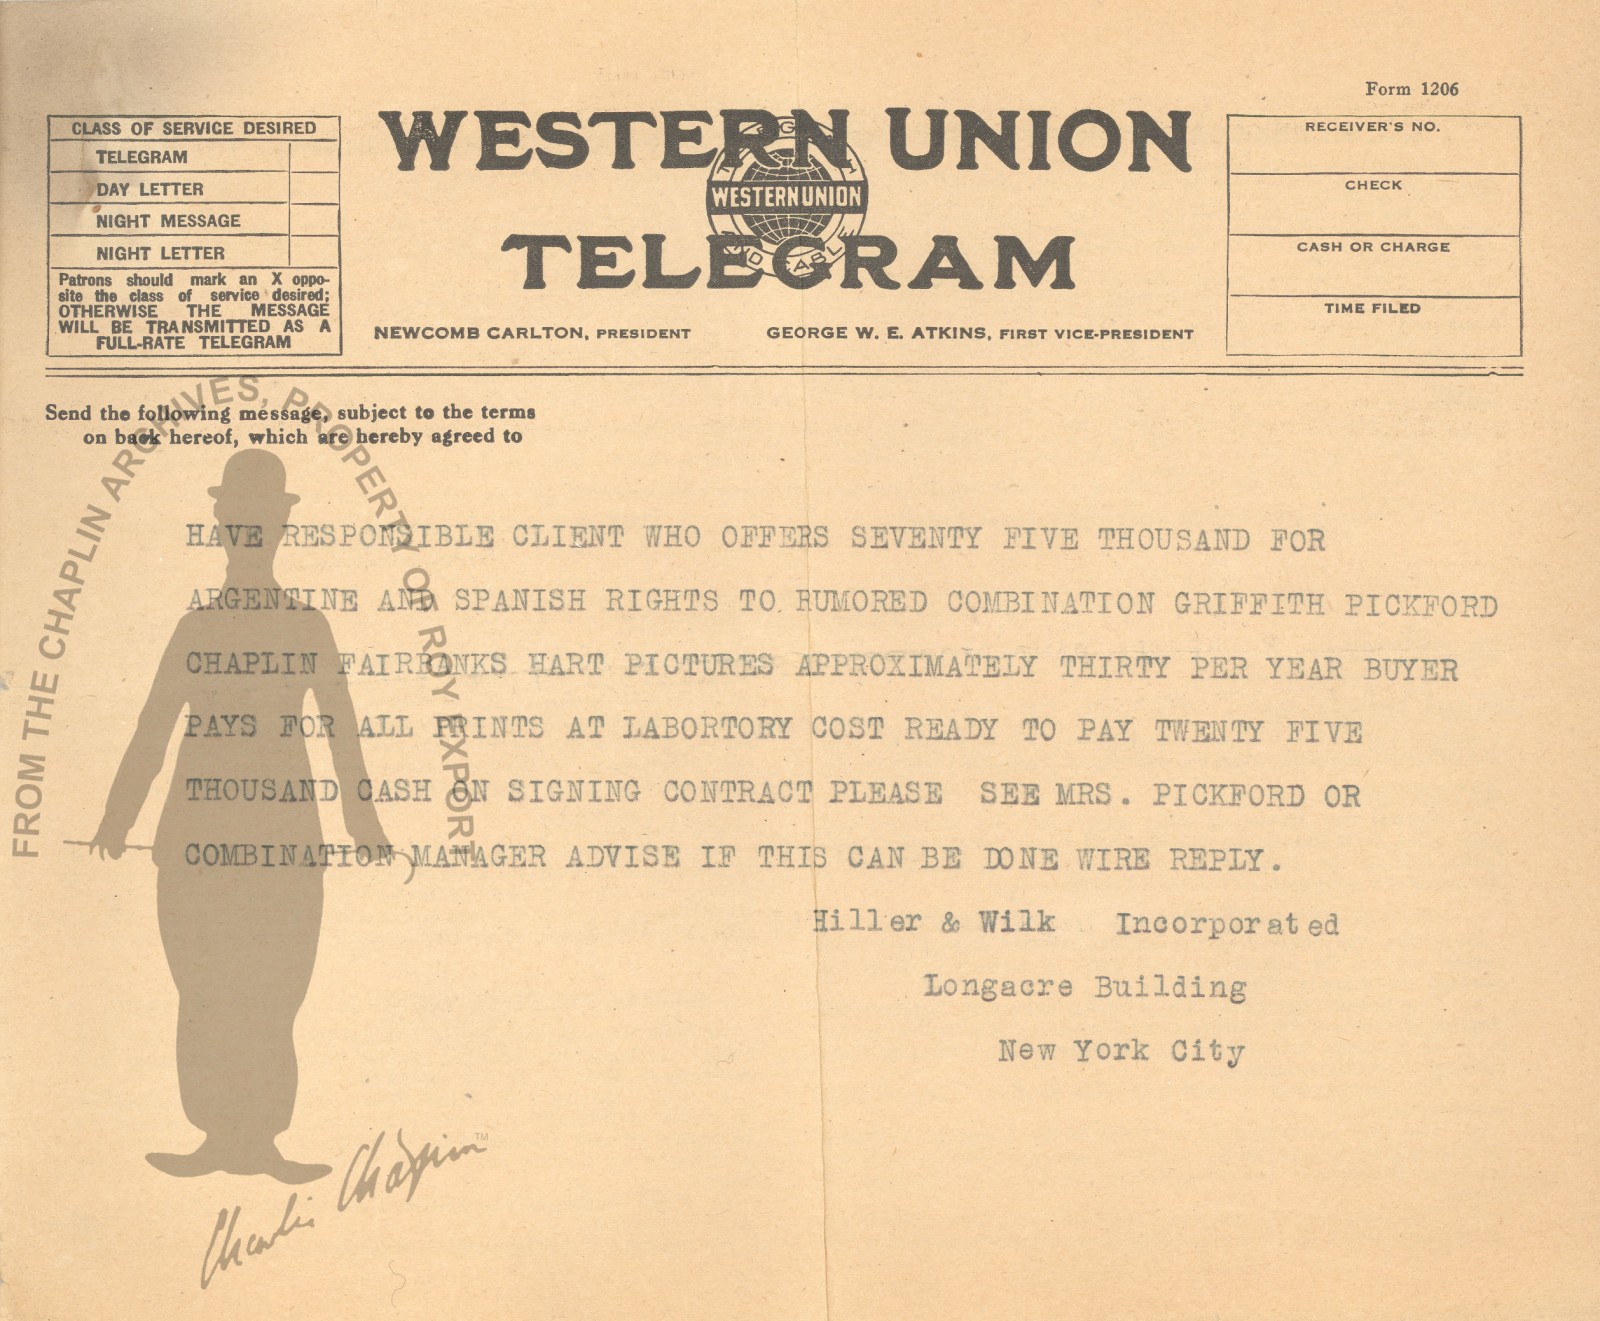 Form 1206
CLASS OF SERVICE DESIRED
TELEGRAM
DAY LETTER
NIGHT MESSAGE
NIGHT LETTER
Patrons should mark an X oppo-
site the class of service desired;
OTHERWISE THE MESSAGE
WILL BE TRANSMITTED AS A
FULL-RATE TELEGRAM
WESTERN UNION
TELEGRAPH AND CABLE
WESTERN UNION
TELEGRAM
NEWCOMB CARLTON, PRESIDENT
GEORGE W. E. ATKINS, FIRST VICE-PRESIDENT
RECEIVER'S NO.
CHECK
CASH OR CHARGE
TIME FILED
Send the following message, subject to the terms
on back hereof, which are hereby agreed to
HAVE RESPONSIBLE CLIENT WHO OFFERS SEVENTY FIVE THOUSAND FOR
ARGENTINE AND SPANISH RIGHTS TO RUMORED COMBINATION GRIFFITH PICKFORD
CHAPLIN FAIRBANKS HART PICTURES APPROXIMATELY THIRTY PER YEAR BUYER
PAYS FOR ALL PRINTS AT LABORTORY COST READY TO PAY TWENTY FIVE
THOUSAND CASH ON SIGNING CONTRACT PLEASE SEE MRS. PICKFORD OR
COMBINATION MANAGER ADVISE IF THIS CAN BE DONE WIRE REPLY.
Hiller & Wilk Incorporated
Longacre Building
New York City
FROM THE CHAPLIN ARCHIVES, PROPERTY OF ROY EXPORT
Charlie Chaplin TM